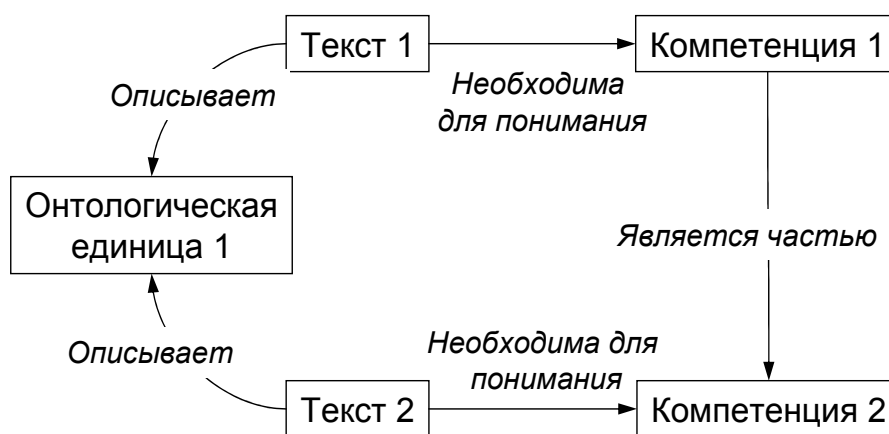 Текст 1
Компетенция 1
Описывает
Необходима
для понимания
Онтологическая
единица 1
Является частью
Описывает
Необходима для
понимания
Текст 2
Компетенция 2